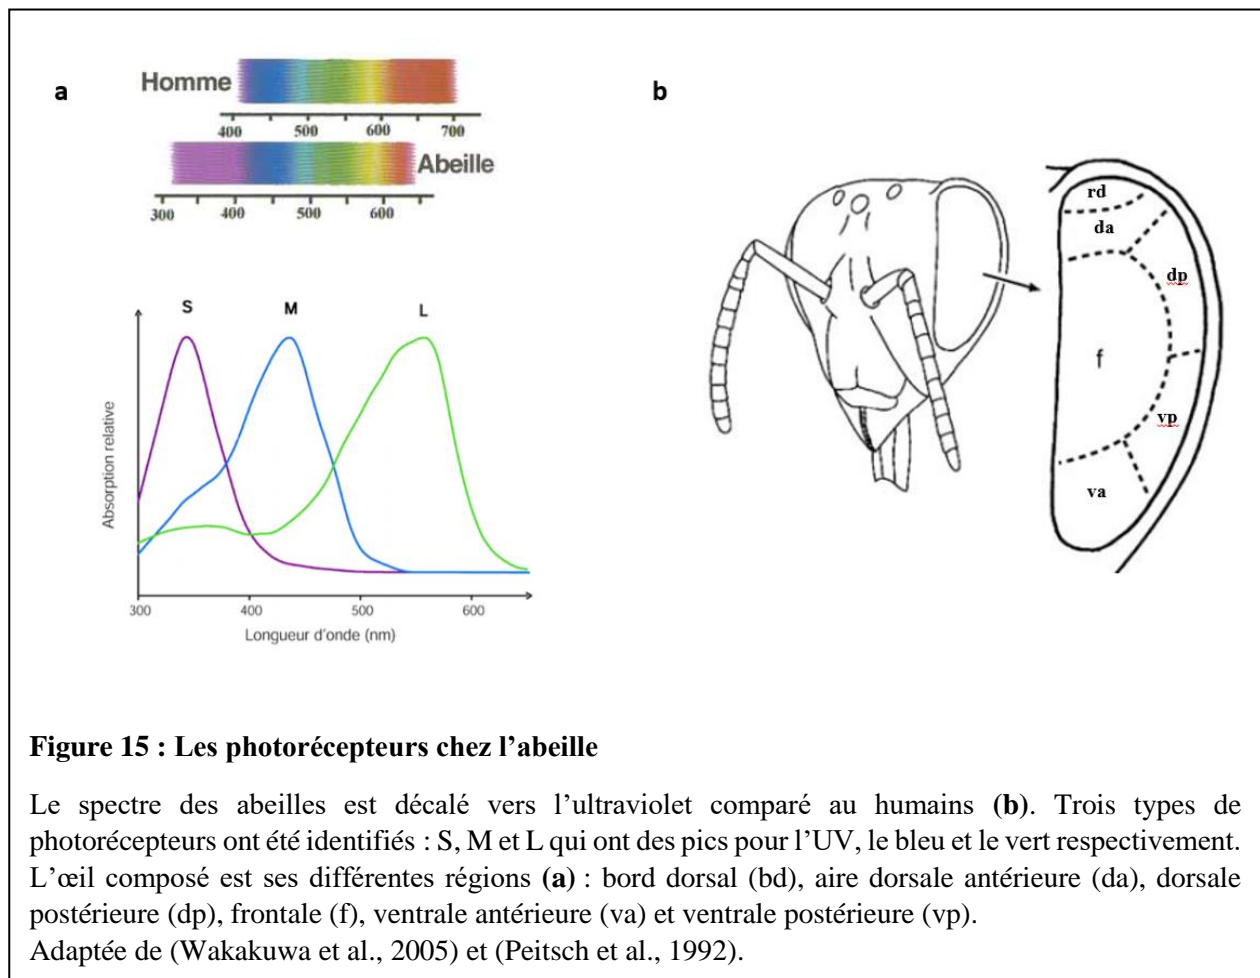 a
Homme
400 500 600 700
Abeille
300 400 500 600
S M L
Absorption relative
300 400 500 600
Longueur d'onde (nm)
b
rd
da
dp
f
vp
va
Figure 15 : Les photorécepteurs chez l'abeille
Le spectre des abeilles est décalé vers l'ultraviolet comparé au humains (b). Trois types de
photorécepteurs ont été identifiés : S, M et L qui ont des pics pour l'UV, le bleu et le vert respectivement.
L'œil composé est ses différentes régions (a) : bord dorsal (bd), aire dorsale antérieure (da), dorsale
postérieure (dp), frontale (f), ventrale antérieure (va) et ventrale postérieure (vp).
Adaptée de (Wakakuwa et al., 2005) et (Peitsch et al., 1992).